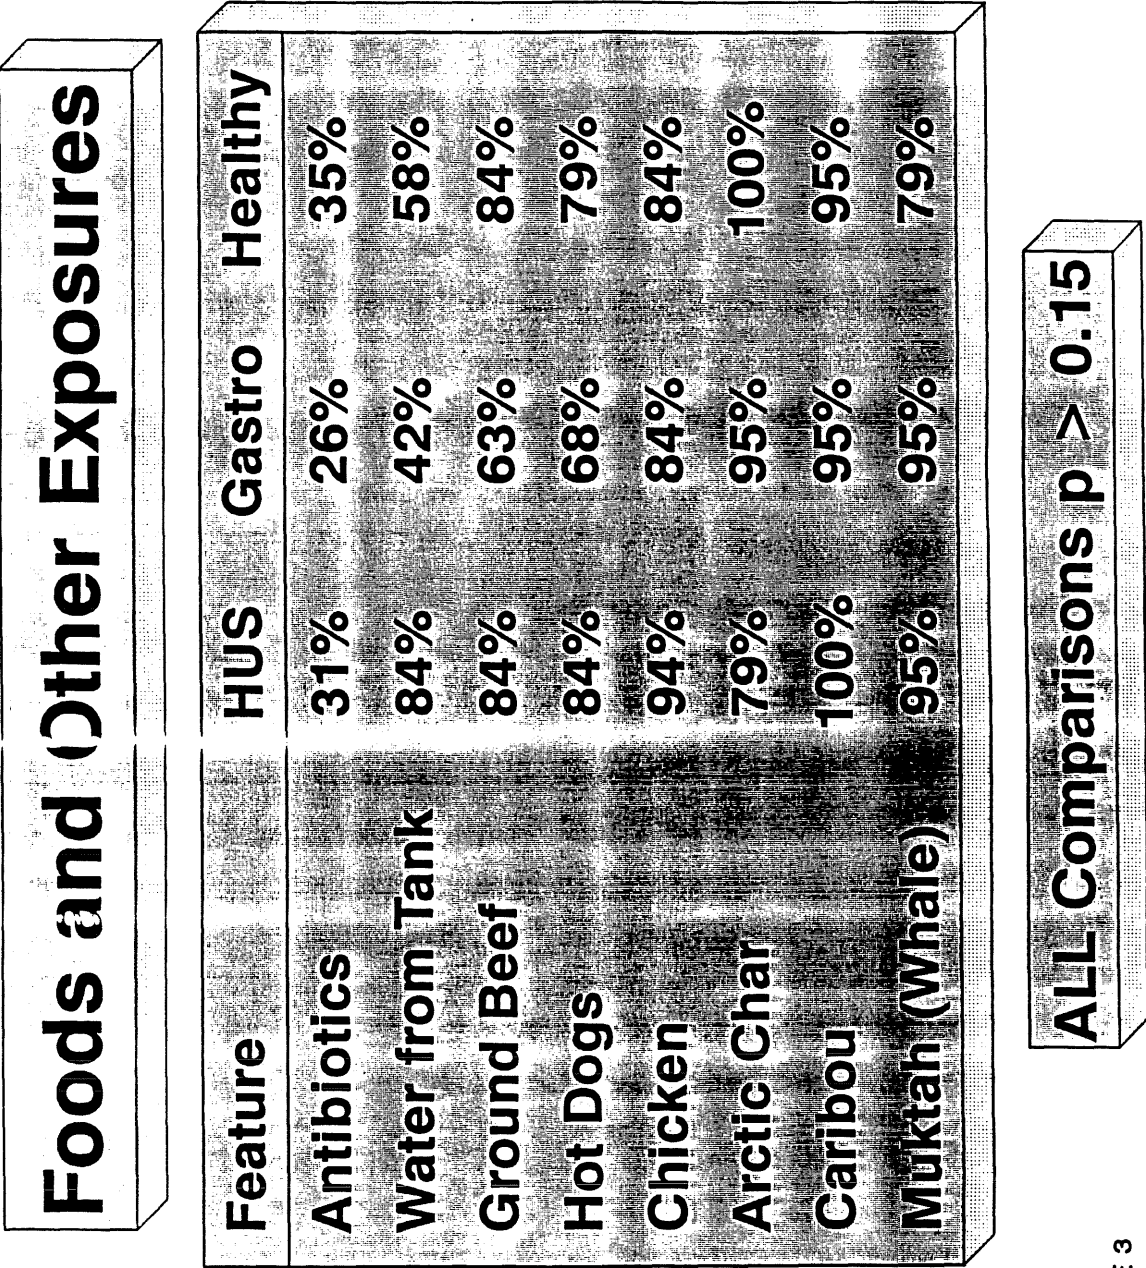 Foods and Other Exposures
Feature HUS Gastro Healthy
Antibiotics 31% 26% 35%
Water from Tank 84% 42% 58%
Ground Beef 84% 63% 84%
Hot Dogs 84% 68% 79%
Chicken 94% 84% 84%
Arctic Char 79% 95% 100%
Caribou 100% 95% 95%
Muktah (Whale) 95% 95% 79%
ALL Comparisons p > 0.15